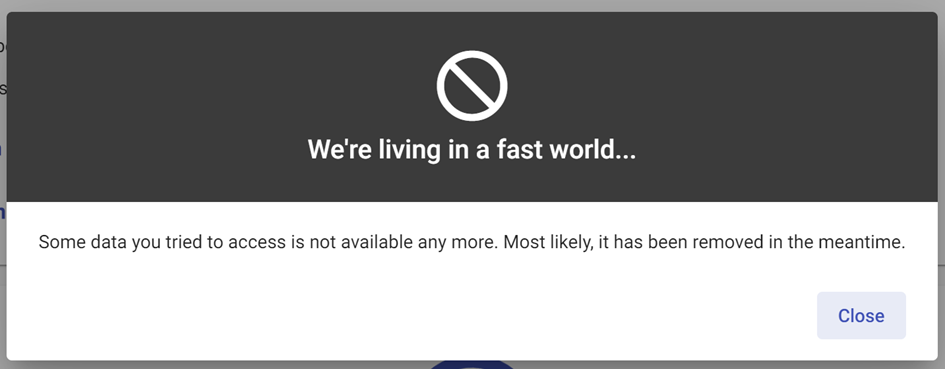 We're living in a fast world...
Some data you tried to access is not available any more. Most likely, it has been removed in the meantime.
Close